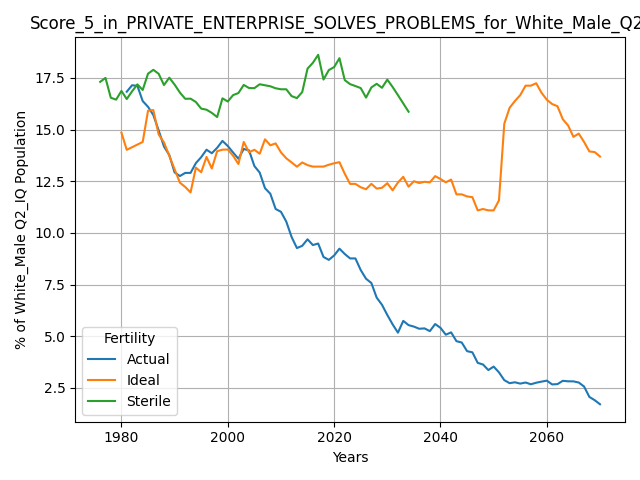 Score_5_in_PRIVATE_ENTERPRISE_SOLVES_PROBLEMS_for_White_Male_Q2
% of White_Male Q2_IQ Population
17.5
15.0
12.5
10.0
7.5
5.0
2.5
Fertility
Actual
Ideal
Sterile
1980 2000 2020 2040 2060
Years